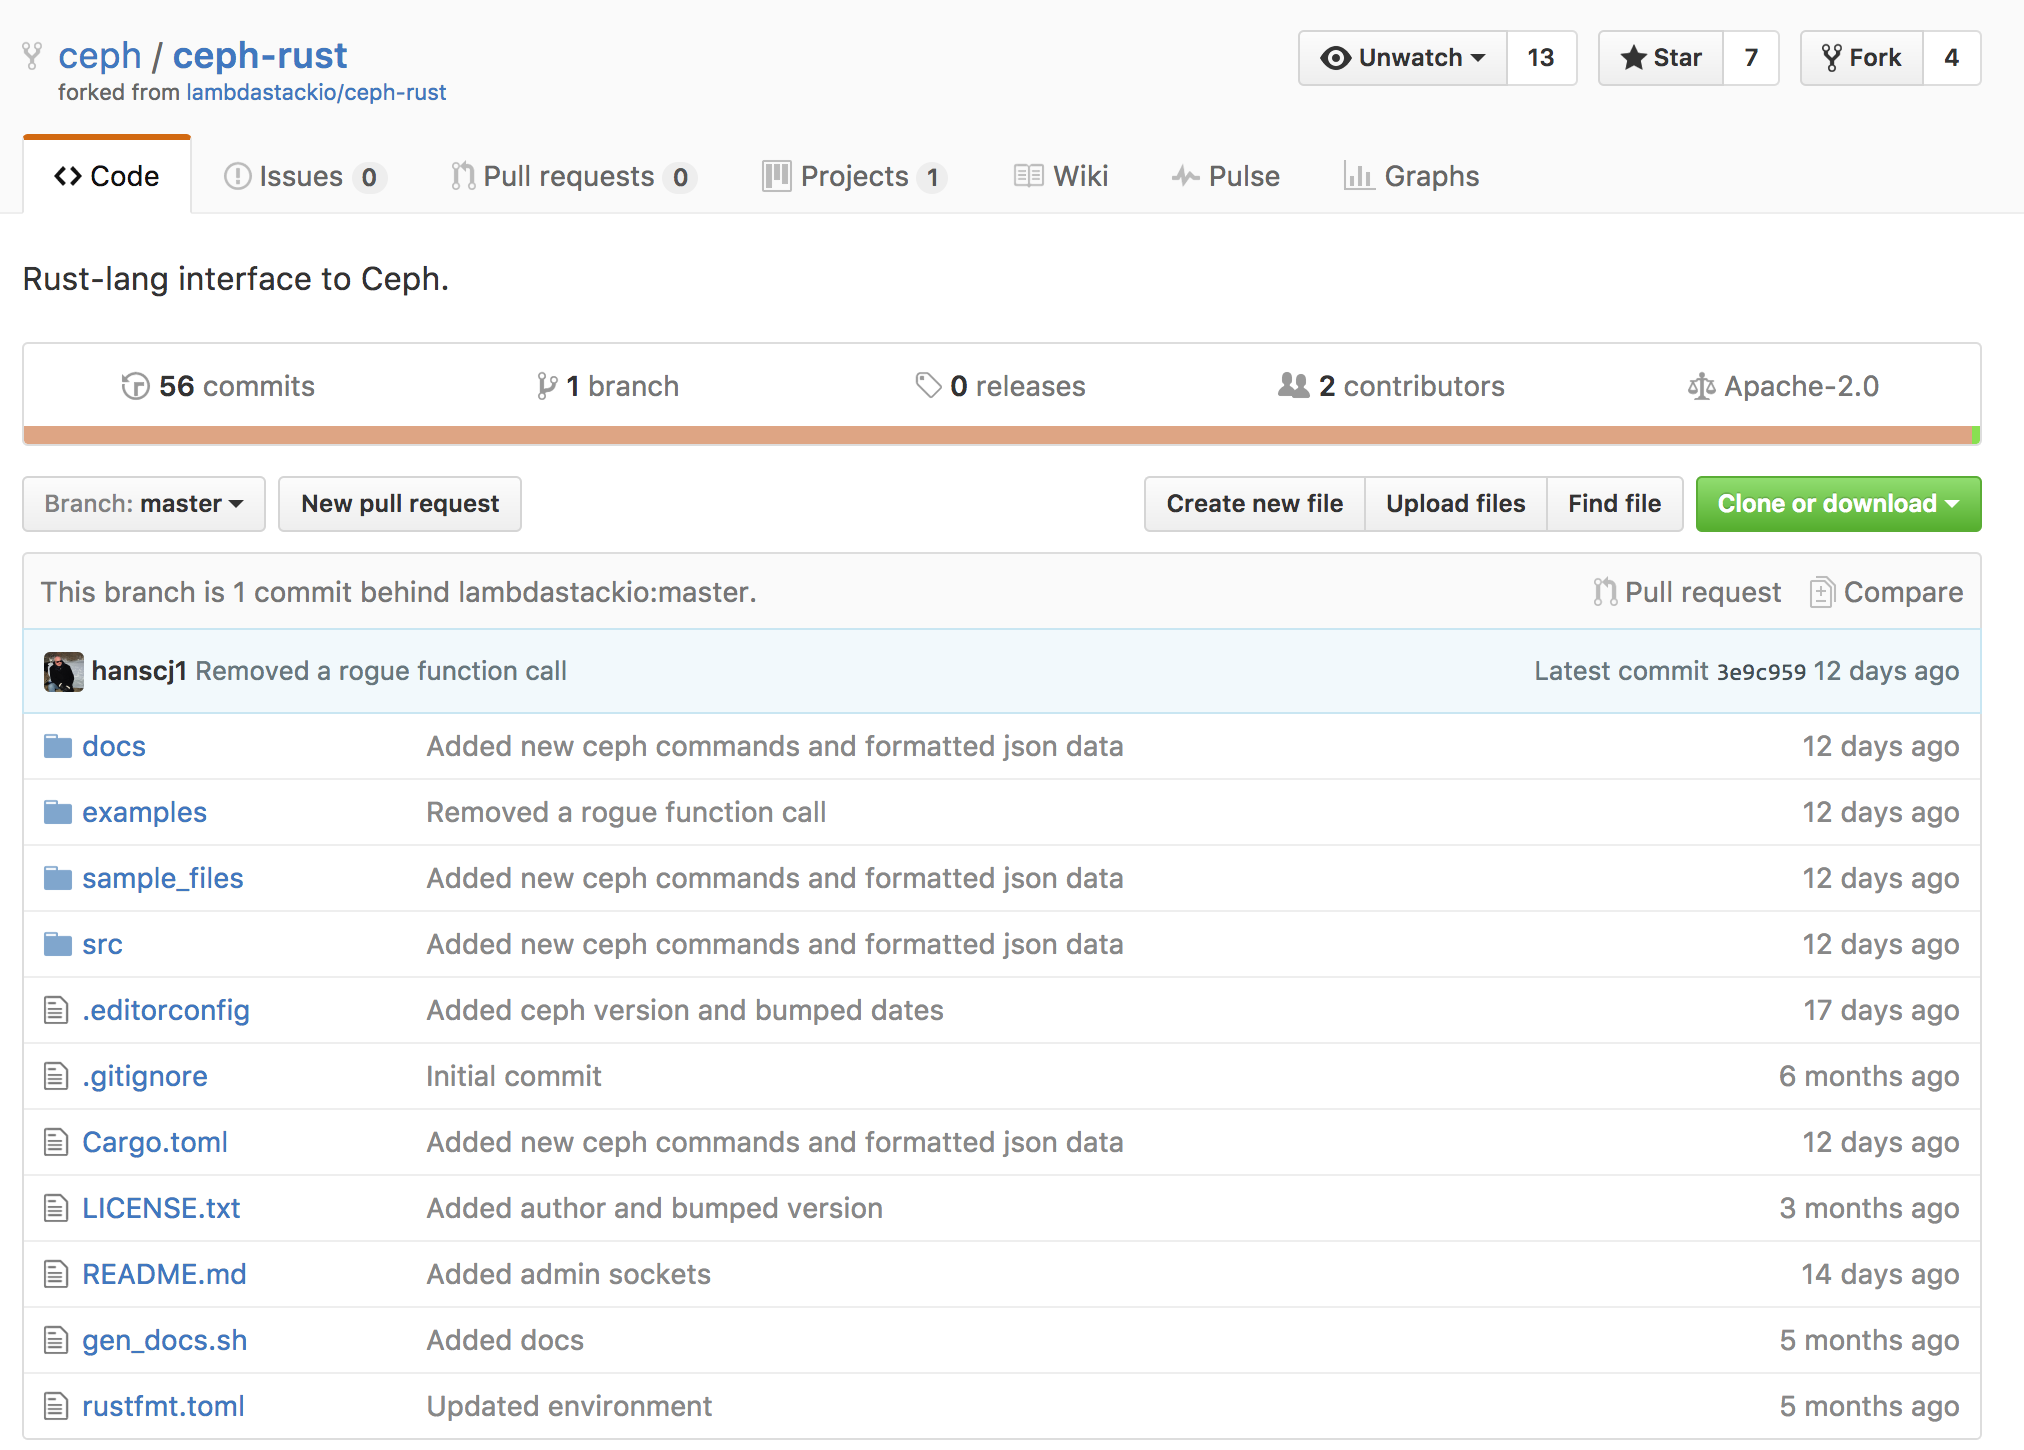 ceph / ceph-rust
Unwatch 13 Star 7 Fork 4
forked from lambdastackio/ceph-rust
Code Issues 0 Pull requests 0 Projects 1 Wiki Pulse Graphs
Rust-lang interface to Ceph.
56 commits 1 branch 0 releases 2 contributors Apache-2.0
Branch: master New pull request Create new file Upload files Find file Clone or download
This branch is 1 commit behind lambdastackio:master. Pull request Compare
hanscj1 Removed a rogue function call Latest commit 3e9c959 12 days ago
docs Added new ceph commands and formatted json data 12 days ago
examples Removed a rogue function call 12 days ago
sample_files Added new ceph commands and formatted json data 12 days ago
src Added new ceph commands and formatted json data 12 days ago
.editorconfig Added ceph version and bumped dates 17 days ago
.gitignore Initial commit 6 months ago
Cargo.toml Added new ceph commands and formatted json data 12 days ago
LICENSE.txt Added author and bumped version 3 months ago
README.md Added admin sockets 14 days ago
gen_docs.sh Added docs 5 months ago
rustfmt.toml Updated environment 5 months ago